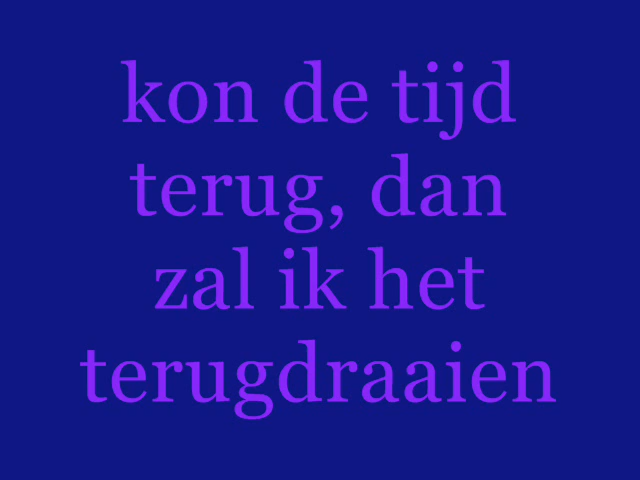 kon de tijd
terug, dan
zal ik het
terugdraaien